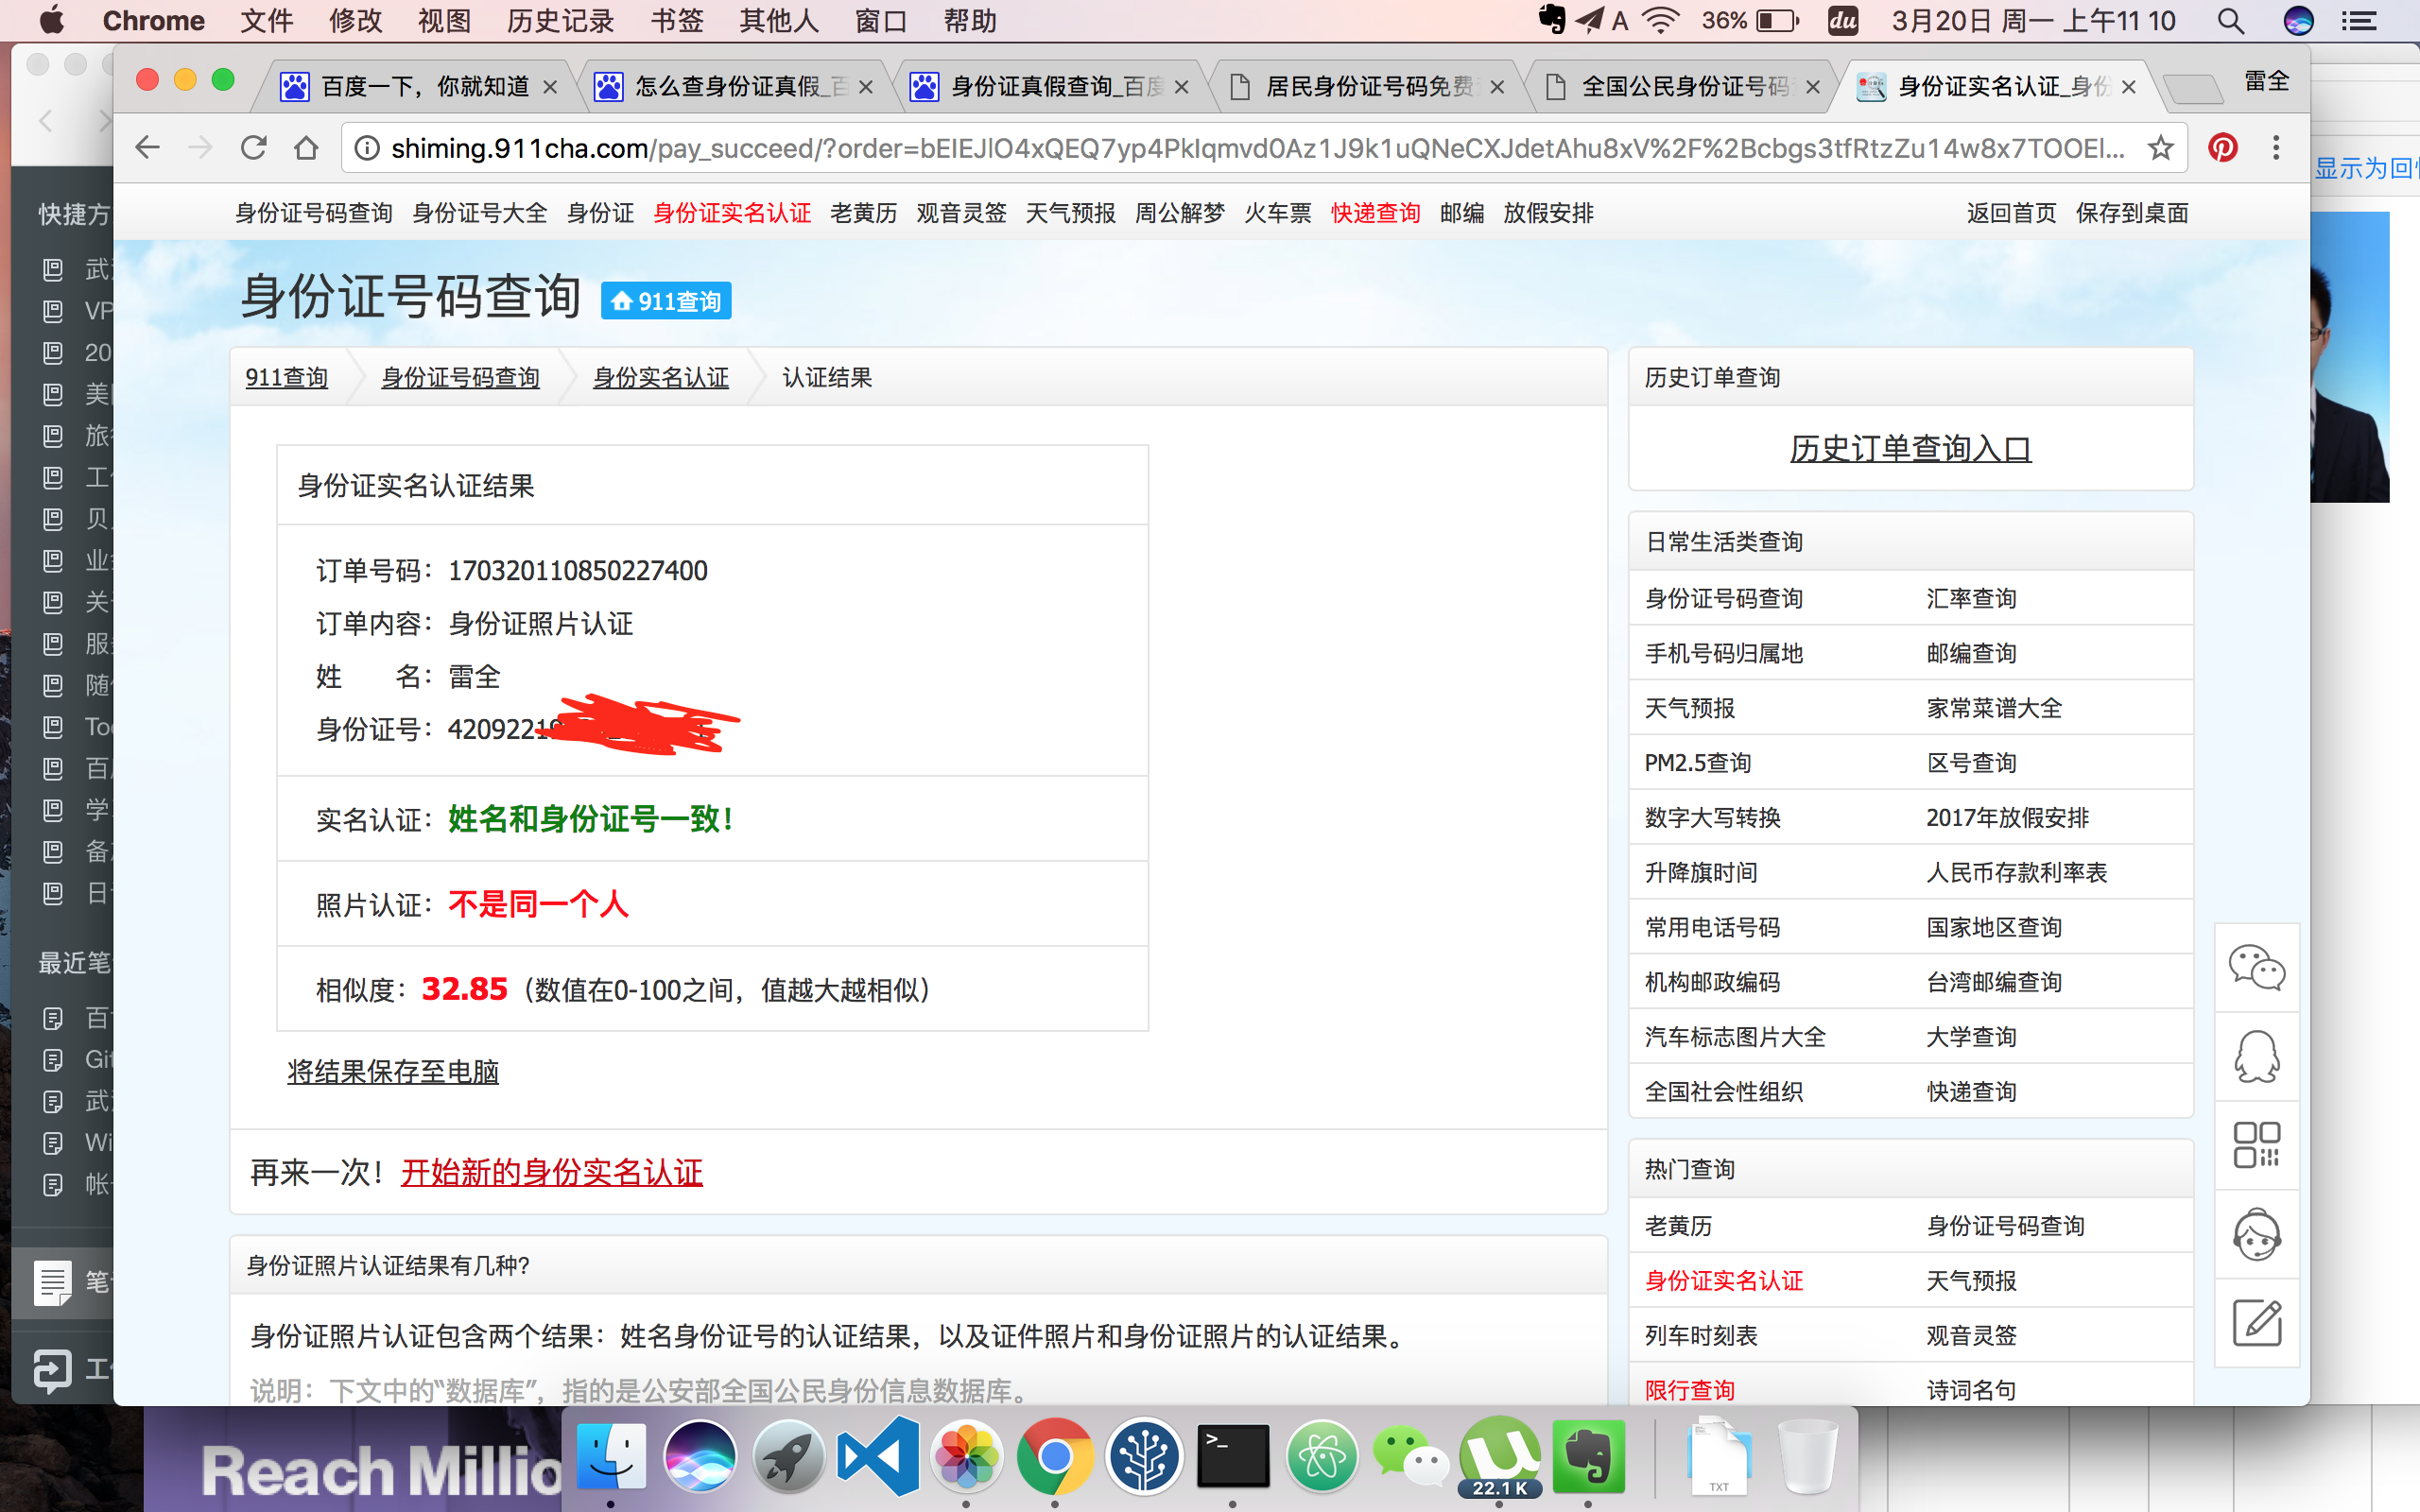 Chrome 文件 修改 视图 历史记录 书签 其他人 窗口 帮助
A 36% du 3月20日 周一 上午11 10
百度一下，你就知道
怎么查身份证真假_百
身份证真假查询_百度
居民身份证号码免费
全国公民身份证号码
身份证实名认证_身份
雷全
shiming.911cha.com/pay_succeed/?order=bEIEJlO4xQEQ7yp4PkIqmvd0Az1J9k1uQNeCXJdetAhu8xV%2F%2Bcbgs3tfRtzZu14w8x7TOOEl...
显示为回
身份证号码查询 身份证号大全 身份证 身份证实名认证 老黄历 观音灵签 天气预报 周公解梦 火车票 快递查询 邮编 放假安排
返回首页 保存到桌面
身份证号码查询 911查询
911查询 身份证号码查询 身份实名认证 认证结果
身份证实名认证结果
订单号码：170320110850227400
订单内容：身份证照片认证
姓 名：雷全
身份证号：42092219
实名认证：姓名和身份证号一致！
照片认证：不是同一个人
相似度：32.85（数值在0-100之间，值越大越相似）
将结果保存至电脑
再来一次！开始新的身份实名认证
身份证照片认证结果有几种?
身份证照片认证包含两个结果：姓名身份证号的认证结果，以及证件照片和身份证照片的认证结果。
说明：下文中的“数据库”，指的是公安部全国公民身份信息数据库。
历史订单查询
历史订单查询入口
日常生活类查询
身份证号码查询 汇率查询
手机号码归属地 邮编查询
天气预报 家常菜谱大全
PM2.5查询 区号查询
数字大写转换 2017年放假安排
升降旗时间 人民币存款利率表
常用电话号码 国家地区查询
机构邮政编码 台湾邮编查询
汽车标志图片大全 大学查询
全国社会性组织 快递查询
热门查询
老黄历 身份证号码查询
身份证实名认证 天气预报
列车时刻表 观音灵签
限行查询 诗词名句
快捷方
VP
20
工
业
关
服
随
百
学
备
日
最近笔
百
Git
Wi
帐
笔
工
Reach Millio
22.1 K
TXT